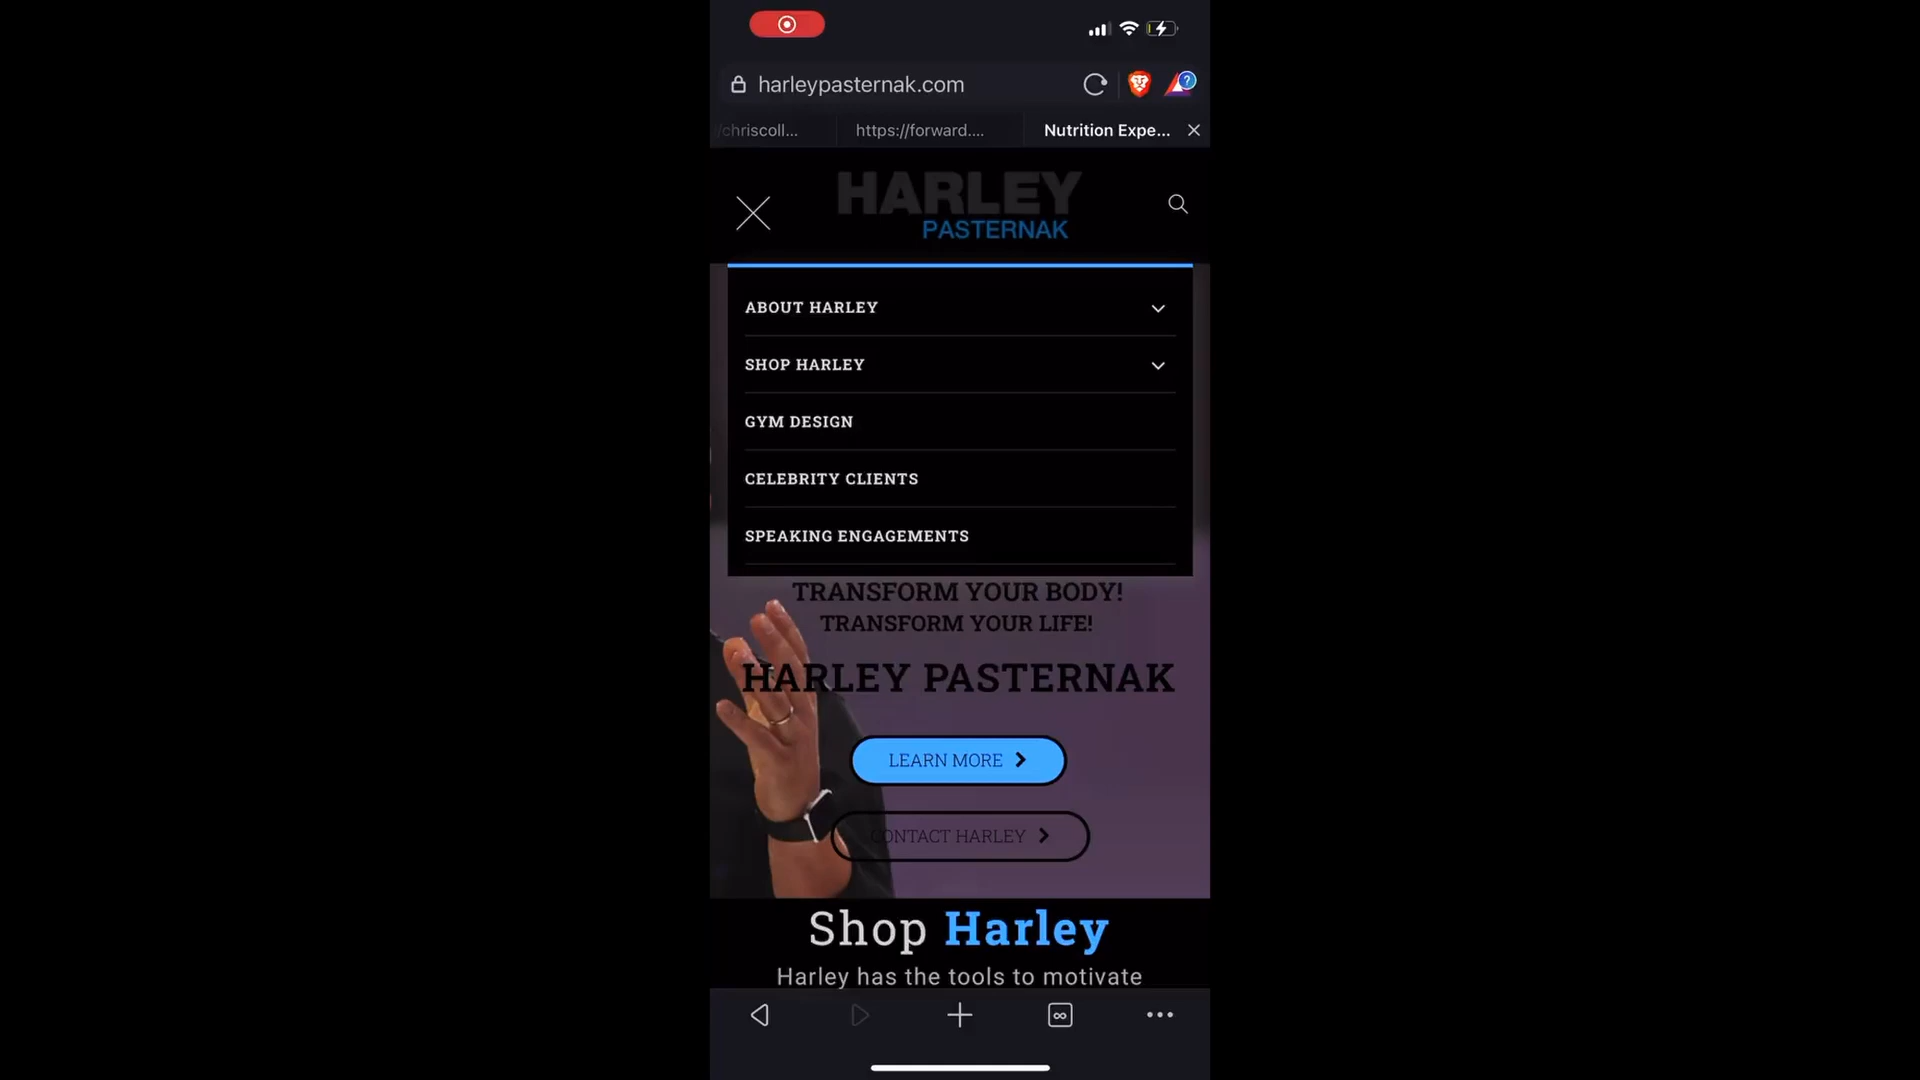 harleypasternak.com
/chriscoll...
https://forward....
Nutrition Expe...
HARLEY
PASTERNAK
ABOUT HARLEY
SHOP HARLEY
GYM DESIGN
CELEBRITY CLIENTS
SPEAKING ENGAGEMENTS
TRANSFORM YOUR BODY!
TRANSFORM YOUR LIFE!
HARLEY PASTERNAK
LEARN MORE
CONTACT HARLEY
Shop Harley
Harley has the tools to motivate